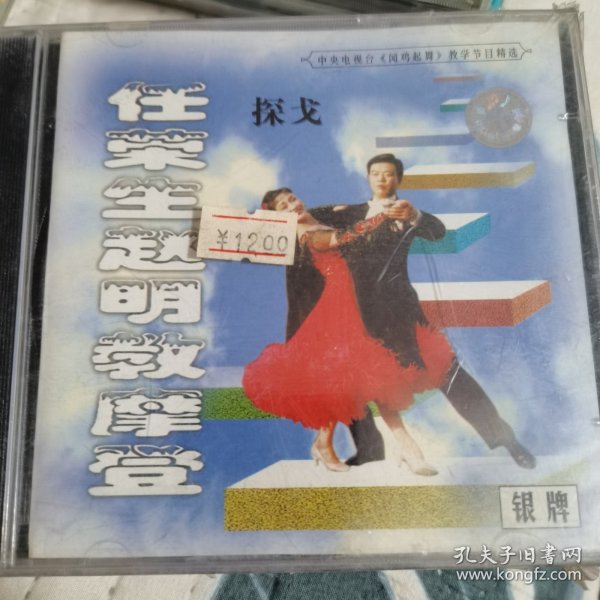 中央电视台《闻鸡起舞》教学节目精选
探戈
任荣生赵明教摩登
¥12.00
银牌
孔夫子旧书网
www.kongfz.com